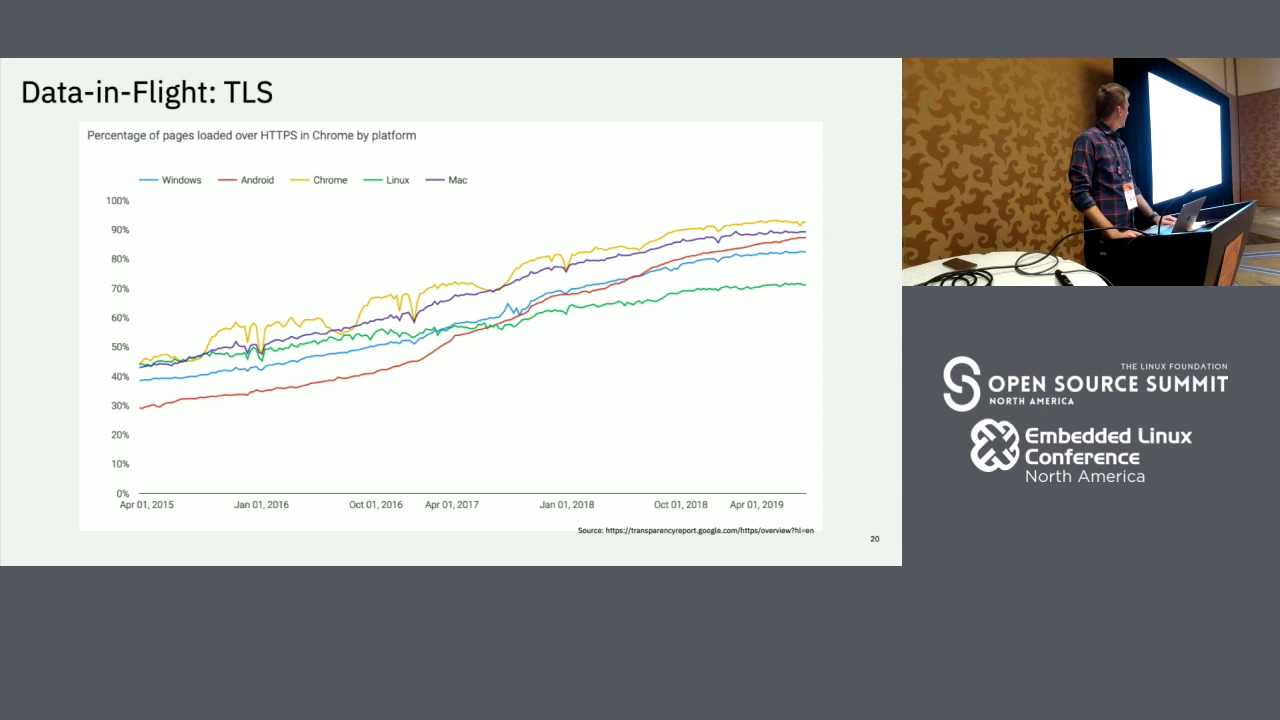 Data-in-Flight: TLS
Percentage of pages loaded over HTTPS in Chrome by platform
Windows Android Chrome Linux Mac
100%
90%
80%
70%
60%
50%
40%
30%
20%
10%
0%
Apr 01, 2015 Jan 01, 2016 Oct 01, 2016 Apr 01, 2017 Jan 01, 2018 Oct 01, 2018 Apr 01, 2019
Source: https://transparencyreport.google.com/https/overview?hl=en
20
THE LINUX FOUNDATION
OPEN SOURCE SUMMIT
NORTH AMERICA
Embedded Linux
Conference
North America